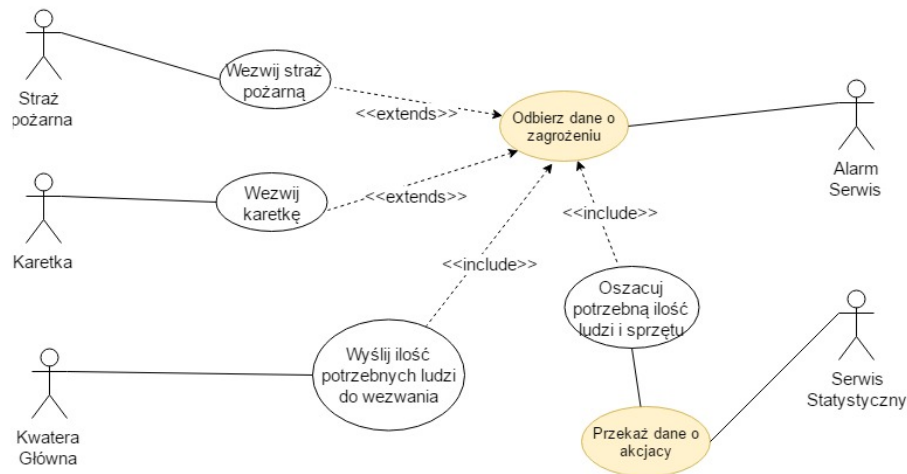 Straż
pożarna
Wezwij straż
pożarną
<<extends>>
Odbierz dane o
zagrożeniu
Alarm
Serwis
Karetka
Wezwij
karetkę
<<extends>>
<<include>>
<<include>>
Oszacuj
potrzebną ilość
ludzi i sprzętu
Kwatera
Główna
Wyślij ilość
potrzebnych ludzi
do wezwania
Serwis
Statystyczny
Przekaż dane o
akcjacy